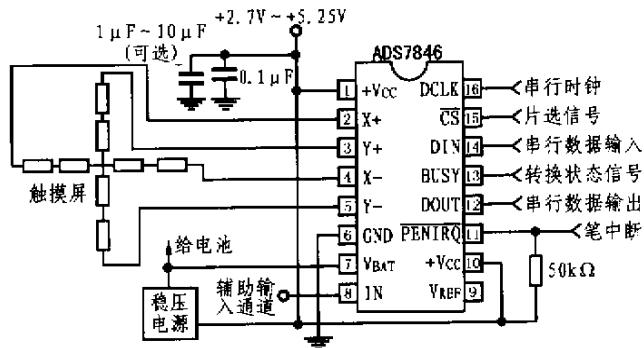 +2.7V~+5.25V
1μF~10μF
(可选)
0.1μF
ADS7846
1 +VCC DCLK 16 串行时钟
2 X+ CS 15 片选信号
3 Y+ DIN 14 串行数据输入
4 X- BUSY 13 转换状态信号
5 Y- DOUT 12 串行数据输出
6 GND PENIRQ 11 笔中断
7 VBAT +VCC 10
8 IN VREF 9
触摸屏
给电池
稳压
电源
辅助输
入通道
50kΩ